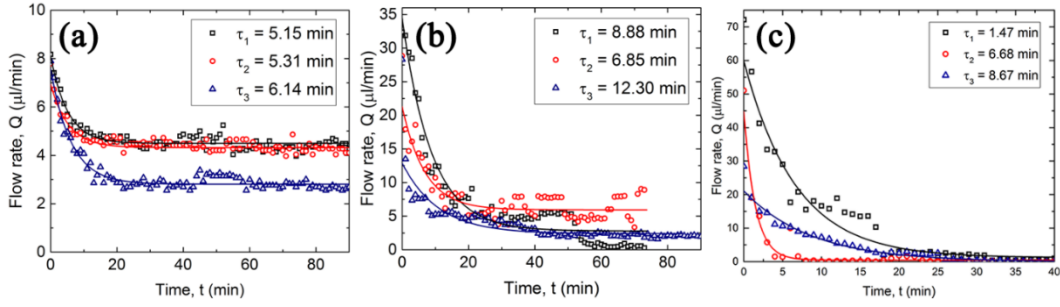 (a)
τ1 = 5.15 min
τ2 = 5.31 min
τ3 = 6.14 min
Flow rate, Q (μl/min)
10
8
6
4
2
0
0 20 40 60 80
Time, t (min)
(b)
τ1 = 8.88 min
τ2 = 6.85 min
τ3 = 12.30 min
Flow rate, Q (μl/min)
35
30
25
20
15
10
5
0
0 20 40 60 80
Time, t (min)
(c)
τ1 = 1.47 min
τ2 = 6.68 min
τ3 = 8.67 min
Flow rate, Q (μl/min)
70
60
50
40
30
20
10
0
0 5 10 15 20 25 30 35 40
Time, t (min)